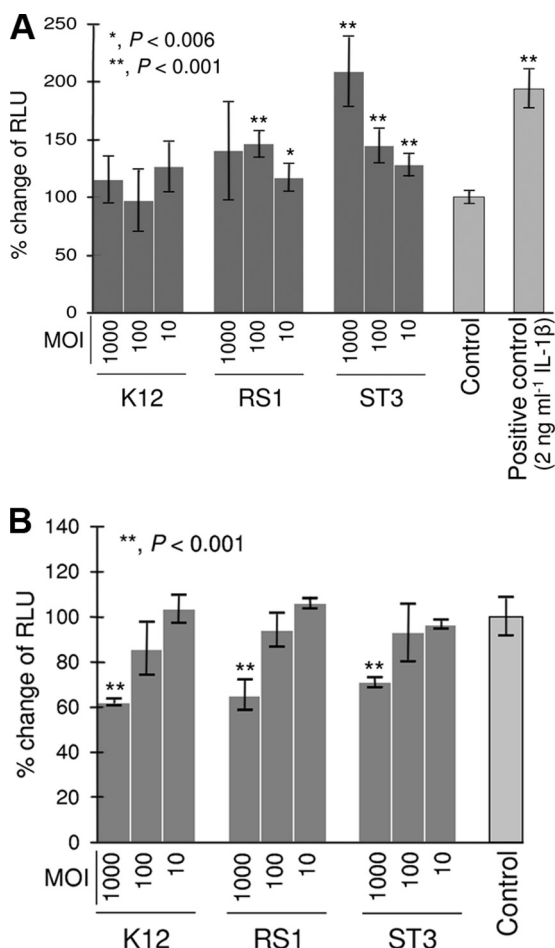 A
% change of RLU
250
200
150
100
50
0
*, P < 0.006
**, P < 0.001
** * ** ** ** **
MOI 1000 100 10 1000 100 10 1000 100 10
K12 RS1 ST3
Control
Positive control
(2 ng ml⁻¹ IL-1β)
B
% change of RLU
140
120
100
80
60
40
20
0
**, P < 0.001
** ** **
MOI 1000 100 10 1000 100 10 1000 100 10
K12 RS1 ST3
Control